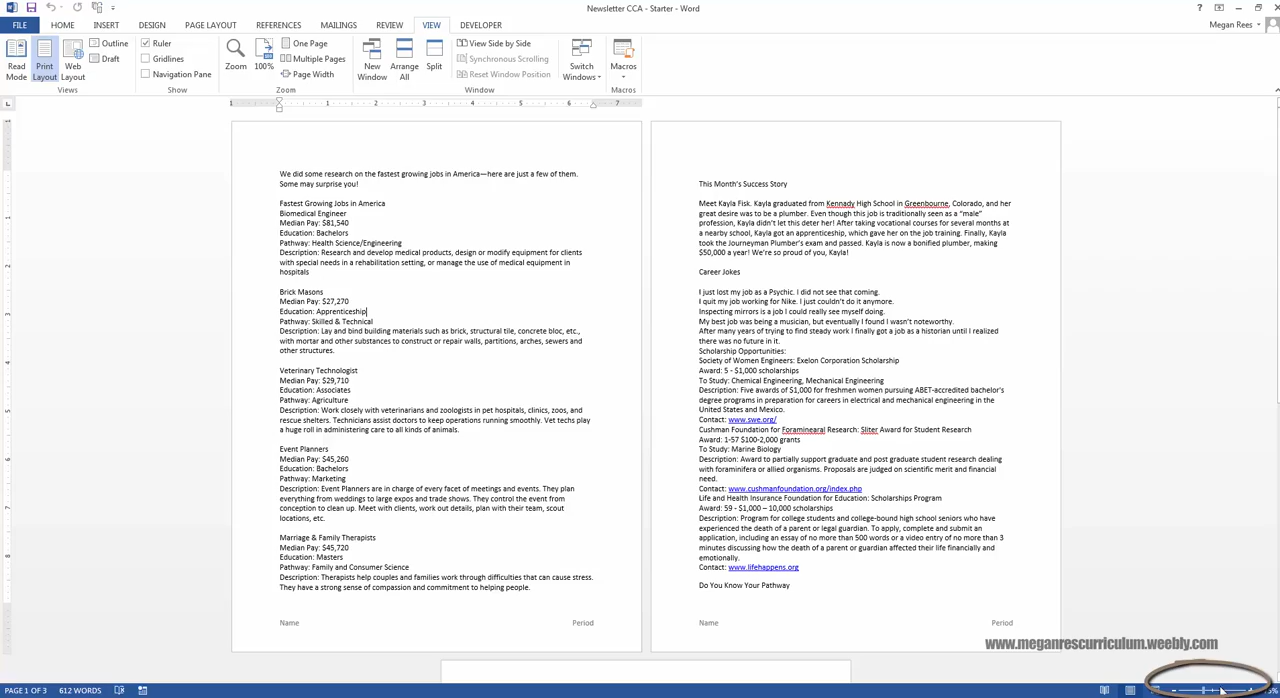 Newsletter CCA - Starter - Word
FILE HOME INSERT DESIGN PAGE LAYOUT REFERENCES MAILINGS REVIEW VIEW DEVELOPER
Megan Rees
Read Mode
Print Layout
Web Layout
Outline
Draft
Views
Ruler
Gridlines
Navigation Pane
Show
Zoom
100%
One Page
Multiple Pages
Page Width
Zoom
New Window
Arrange All
Split
View Side by Side
Synchronous Scrolling
Reset Window Position
Window
Switch Windows
Macros
Macros
1 1 2 3 4 5 6 7
We did some research on the fastest growing jobs in America—here are just a few of them.
Some may surprise you!
Fastest Growing Jobs in America
Biomedical Engineer
Median Pay: $81,540
Education: Bachelors
Pathway: Health Science/Engineering
Description: Research and develop medical products, design or modify equipment for clients
with special needs in a rehabilitation setting, or manage the use of medical equipment in
hospitals
Brick Masons
Median Pay: $27,270
Education: Apprenticeship
Pathway: Skilled & Technical
Description: Lay and bind building materials such as brick, structural tile, concrete bloc, etc.,
with mortar and other substances to construct or repair walls, partitions, arches, sewers and
other structures.
Veterinary Technologist
Median Pay: $29,710
Education: Associates
Pathway: Agriculture
Description: Work closely with veterinarians and zoologists in pet hospitals, clinics, zoos, and
rescue shelters. Technicians assist doctors to keep operations running smoothly. Vet techs play
a huge roll in administering care to all kinds of animals.
Event Planners
Median Pay: $45,260
Education: Bachelors
Pathway: Marketing
Description: Event Planners are in charge of every facet of meetings and events. They plan
everything from weddings to large expos and trade shows. They control the event from
conception to clean up. Meet with clients, work out details, plan with their team, scout
locations, etc.
Marriage & Family Therapists
Median Pay: $45,720
Education: Masters
Pathway: Family and Consumer Science
Description: Therapists help couples and families work through difficulties that can cause stress.
They have a strong sense of compassion and commitment to helping people.
Name Period
This Month's Success Story
Meet Kayla Fisk. Kayla graduated from Kennady High School in Greenbourne, Colorado, and her
great desire was to be a plumber. Even though this job is traditionally seen as a "male"
profession, Kayla didn't let this deter her! After taking vocational courses for several months at
a nearby school, Kayla got an apprenticeship, which gave her on the job training. Finally, Kayla
took the Journeyman Plumber's exam and passed. Kayla is now a bonified plumber, making
$50,000 a year! We're so proud of you, Kayla!
Career Jokes
I just lost my job as a Psychic. I did not see that coming.
I quit my job working for Nike. I just couldn't do it anymore.
Inspecting mirrors is a job I could really see myself doing.
My best job was being a musician, but eventually I found I wasn't noteworthy.
After many years of trying to find steady work I finally got a job as a historian until I realized
there was no future in it.
Scholarship Opportunities:
Society of Women Engineers: Exelon Corporation Scholarship
Award: 5 - $1,000 scholarships
To Study: Chemical Engineering, Mechanical Engineering
Description: Five awards of $1,000 for freshmen women pursuing ABET-accredited bachelor's
degree programs in preparation for careers in electrical and mechanical engineering in the
United States and Mexico.
Contact: www.swe.org/
Cushman Foundation for Foraminearal Research: Sliter Award for Student Research
Award: 1-57 $100-2,000 grants
To Study: Marine Biology
Description: Award to partially support graduate and post graduate student research dealing
with foraminifera or allied organisms. Proposals are judged on scientific merit and financial
need.
Contact: www.cushmanfoundation.org/index.php
Life and Health Insurance Foundation for Education: Scholarships Program
Award: 59 - $1,000 – 10,000 scholarships
Description: Program for college students and college-bound high school seniors who have
experienced the death of a parent or legal guardian. To apply, complete and submit an
application, including an essay of no more than 500 words or a video entry of no more than 3
minutes discussing how the death of a parent or guardian affected their life financially and
emotionally.
Contact: www.lifehappens.org
Do You Know Your Pathway
Name Period
www.meganrescurriculum.weebly.com
PAGE 1 OF 3 612 WORDS